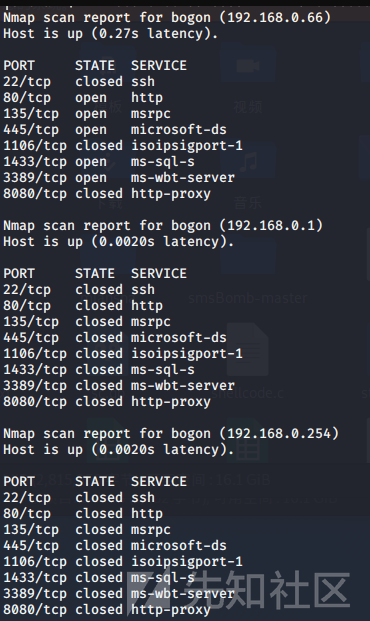 Nmap scan report for bogon (192.168.0.66)
Host is up (0.27s latency).
PORT     STATE  SERVICE
22/tcp   closed ssh
80/tcp   open   http
135/tcp  open   msrpc
445/tcp  open   microsoft-ds
1106/tcp closed isoipsigport-1
1433/tcp open   ms-sql-s
3389/tcp open   ms-wbt-server
8080/tcp closed http-proxy
Nmap scan report for bogon (192.168.0.1)
Host is up (0.0020s latency).
PORT     STATE  SERVICE
22/tcp   closed ssh
80/tcp   closed http
135/tcp  closed msrpc
445/tcp  closed microsoft-ds
1106/tcp closed isoipsigport-1
1433/tcp closed ms-sql-s
3389/tcp closed ms-wbt-server
8080/tcp closed http-proxy
Nmap scan report for bogon (192.168.0.254)
Host is up (0.0020s latency).
PORT     STATE  SERVICE
22/tcp   closed ssh
80/tcp   closed http
135/tcp  closed msrpc
445/tcp  closed microsoft-ds
1106/tcp closed isoipsigport-1
1433/tcp closed ms-sql-s
3389/tcp closed ms-wbt-server
8080/tcp closed http-proxy
视频
音乐
smsBomb-master
shellcode.c
先知社区